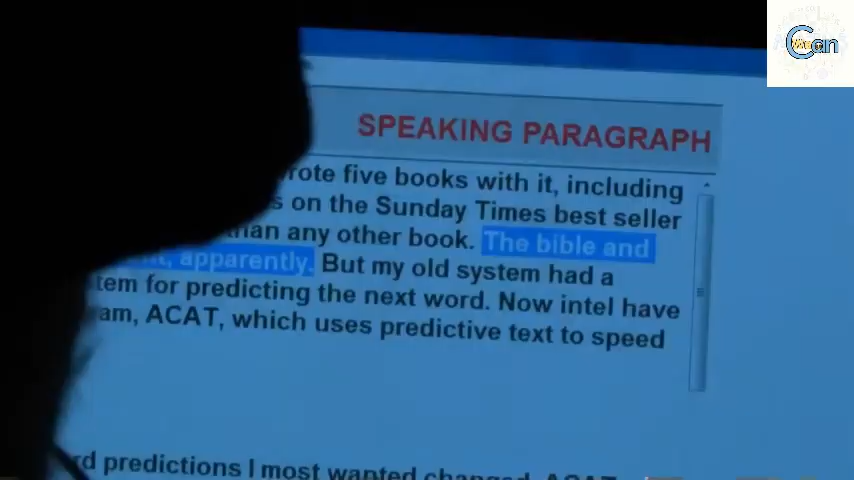 SPEAKING PARAGRAPH
rote five books with it, including
s on the Sunday Times best seller
than any other book. The bible and
apparently. But my old system had a
tem for predicting the next word. Now intel have
am, ACAT, which uses predictive text to speed
rd predictions I most wanted changed. ACAT
Can